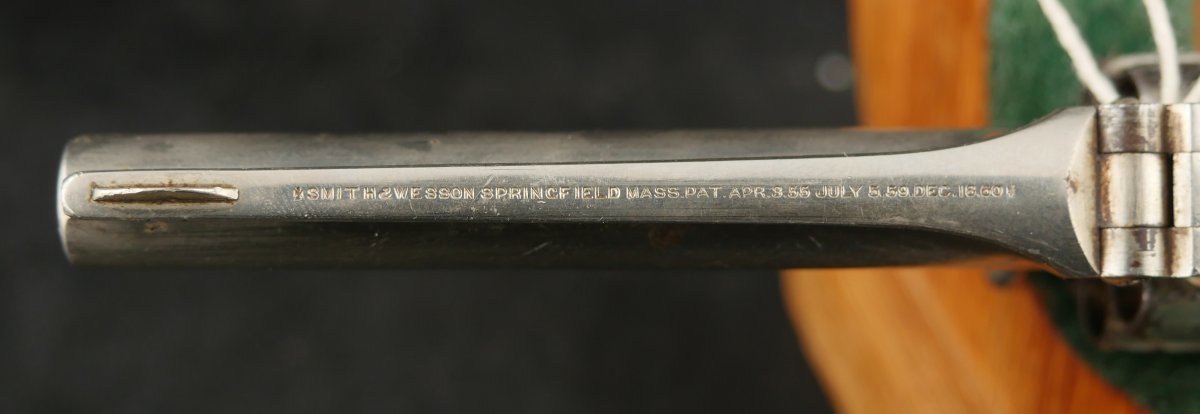 SMITH & WESSON SPRINGFIELD MASS. PAT. APR. 3.55 JULY 5.59 DEC. 18.60